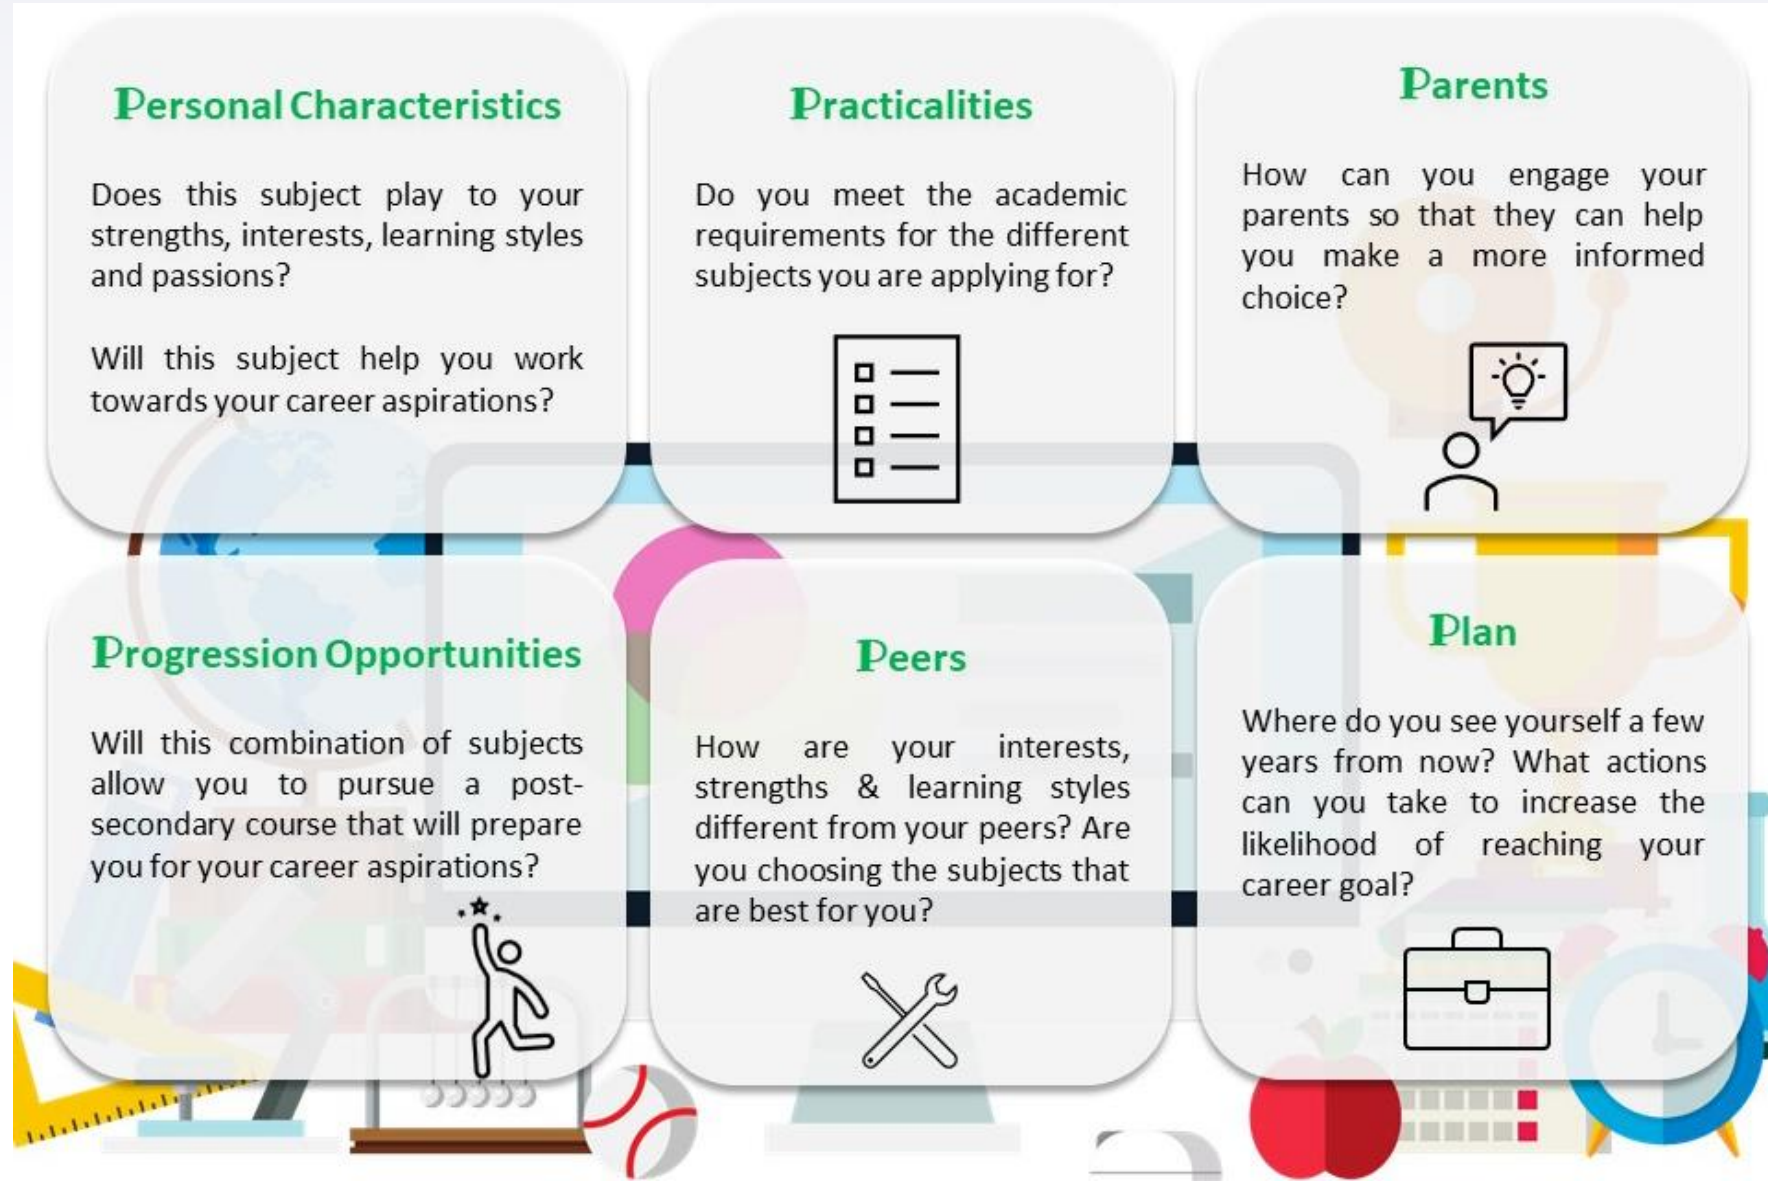 Personal Characteristics
Does this subject play to your
strengths, interests, learning styles
and passions?
Will this subject help you work
towards your career aspirations?
Practicalities
Do you meet the academic
requirements for the different
subjects you are applying for?
Parents
How can you engage your
parents so that they can help
you make a more informed
choice?
Progression Opportunities
Will this combination of subjects
allow you to pursue a post-
secondary course that will prepare
you for your career aspirations?
Peers
How are your interests,
strengths & learning styles
different from your peers? Are
you choosing the subjects that
are best for you?
Plan
Where do you see yourself a few
years from now? What actions
can you take to increase the
likelihood of reaching your
career goal?